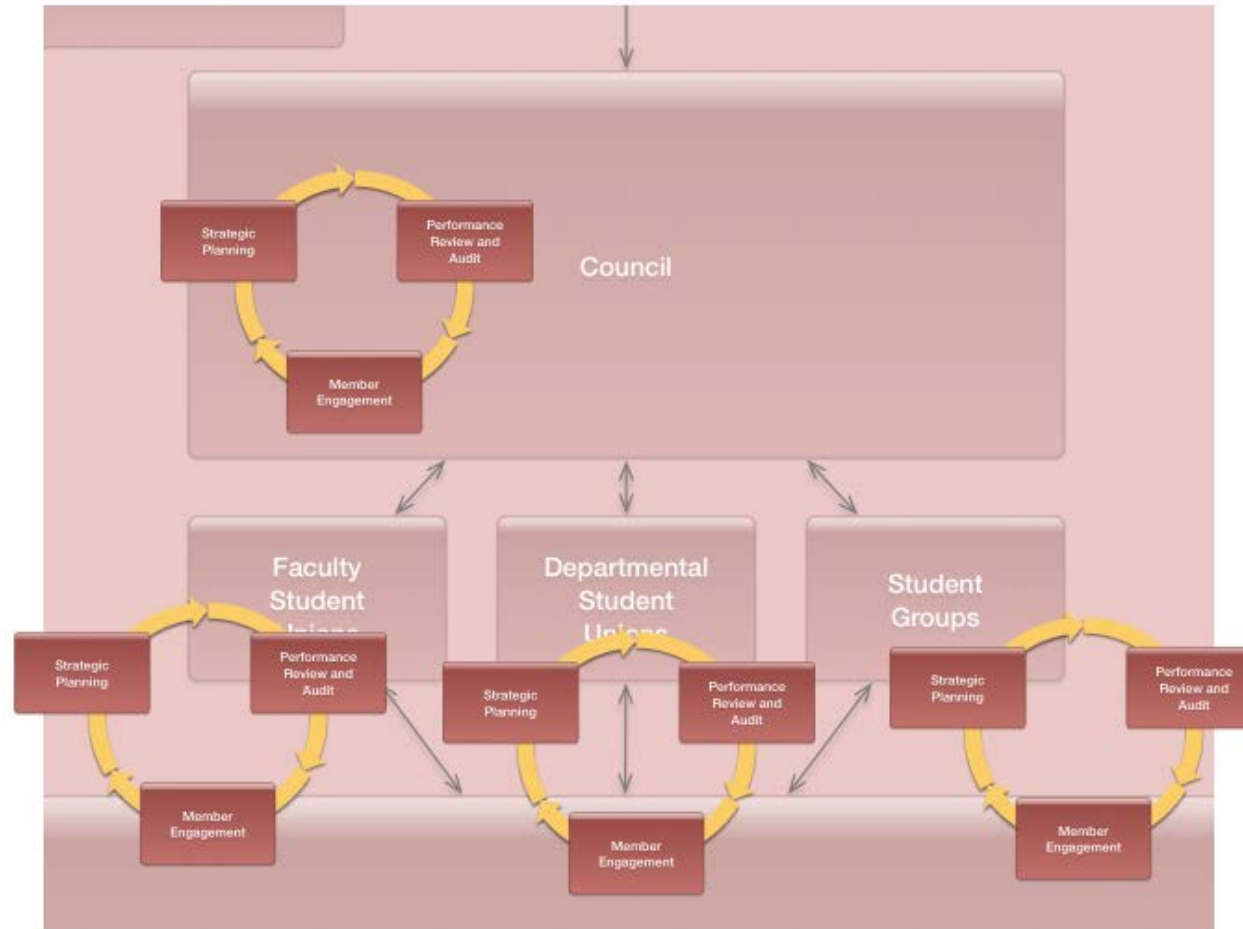 Strategic
Planning
Performance
Review and
Audit
Council
Member
Engagement
Faculty
Student
Unions
Departmental
Student
Unions
Student
Groups
Strategic
Planning
Performance
Review and
Audit
Member
Engagement
Strategic
Planning
Performance
Review and
Audit
Member
Engagement
Strategic
Planning
Performance
Review and
Audit
Member
Engagement